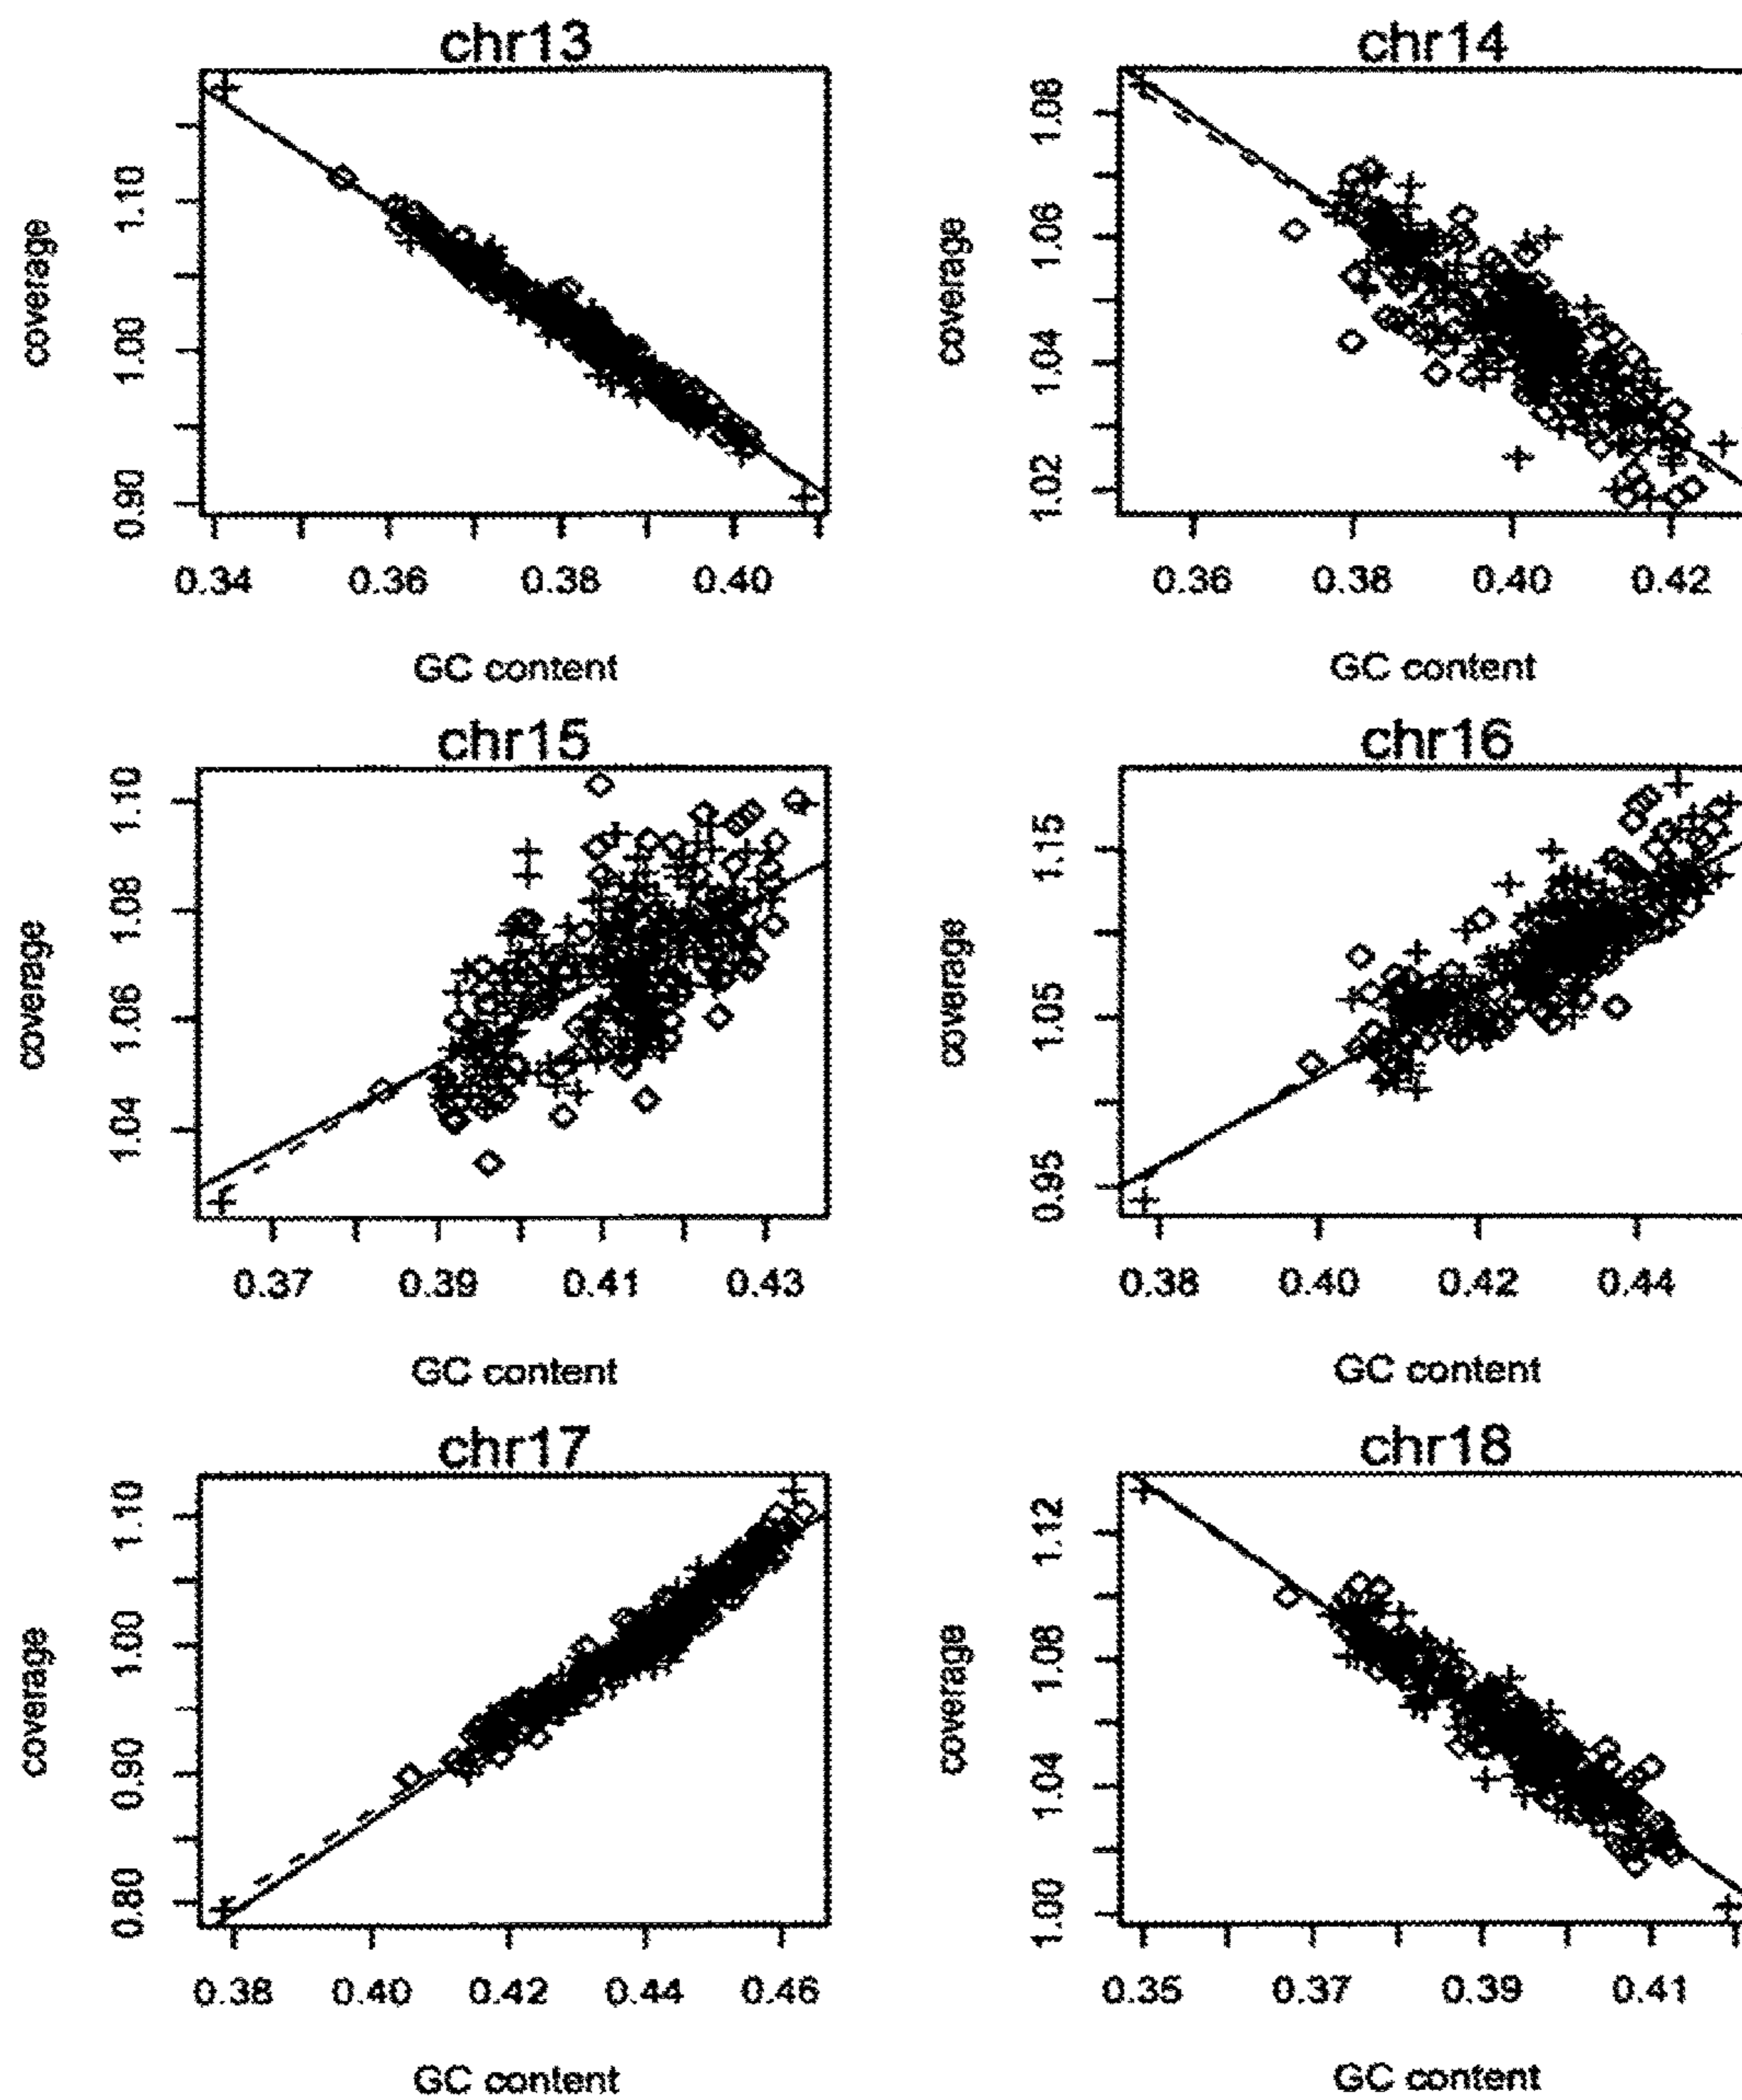 chr13
coverage
1.10
1.00
0.90
0.34 0.36 0.38 0.40
GC content
chr14
coverage
1.08
1.06
1.04
1.02
0.36 0.38 0.40 0.42
GC content
chr15
coverage
1.10
1.08
1.06
1.04
0.37 0.39 0.41 0.43
GC content
chr16
coverage
1.15
1.05
0.95
0.38 0.40 0.42 0.44
GC content
chr17
coverage
1.10
1.00
0.90
0.80
0.38 0.40 0.42 0.44 0.46
GC content
chr18
coverage
1.12
1.08
1.04
1.00
0.35 0.37 0.39 0.41
GC content